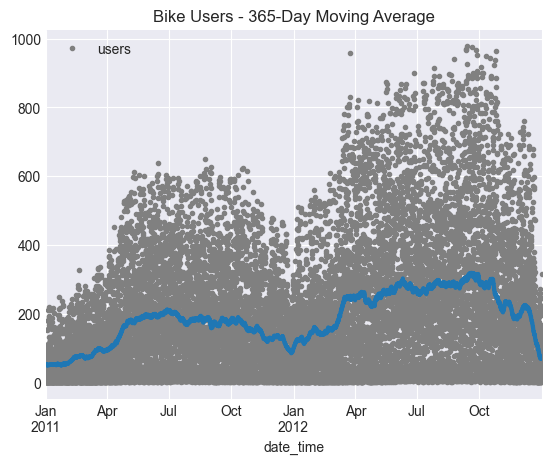 Bike Users - 365-Day Moving Average
users
1000
800
600
400
200
0
Jan Apr Jul Oct Jan Apr Jul Oct
2011 2012
date_time